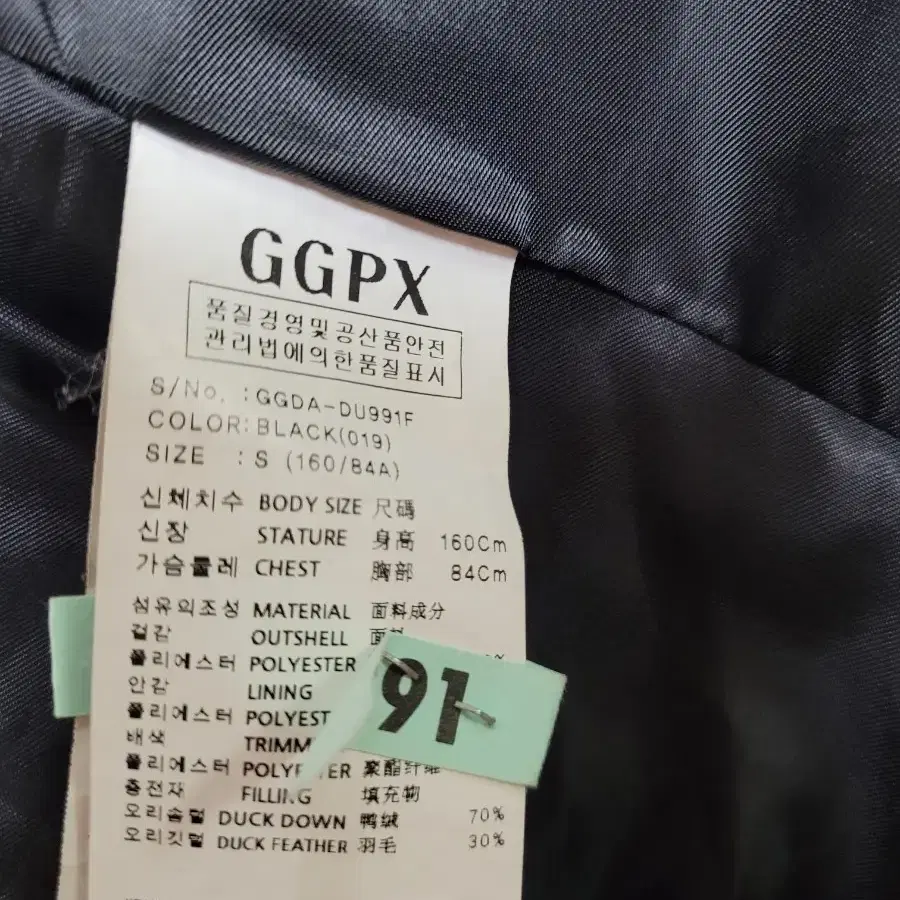 GGPX
품질경영및공산품안전
관리법에의한품질표시
S/No. :GGDA-DU991F
COLOR:BLACK(019)
SIZE :S (160/84A)
신체치수 BODY SIZE 尺碼
신장 STATURE 身高 160Cm
가슴둘레 CHEST 胸部 84Cm
섬유의조성 MATERIAL 面料成分
겉감 OUTSHELL
폴리에스터 POLYESTER
안감 LINING
폴리에스터
91
배색
폴리에스터 聚酯纤维
충전재 FILLING 填充物
오리솜털 DUCK DOWN 鸭绒 70%
오리깃털 DUCK FEATHER 羽毛 30%